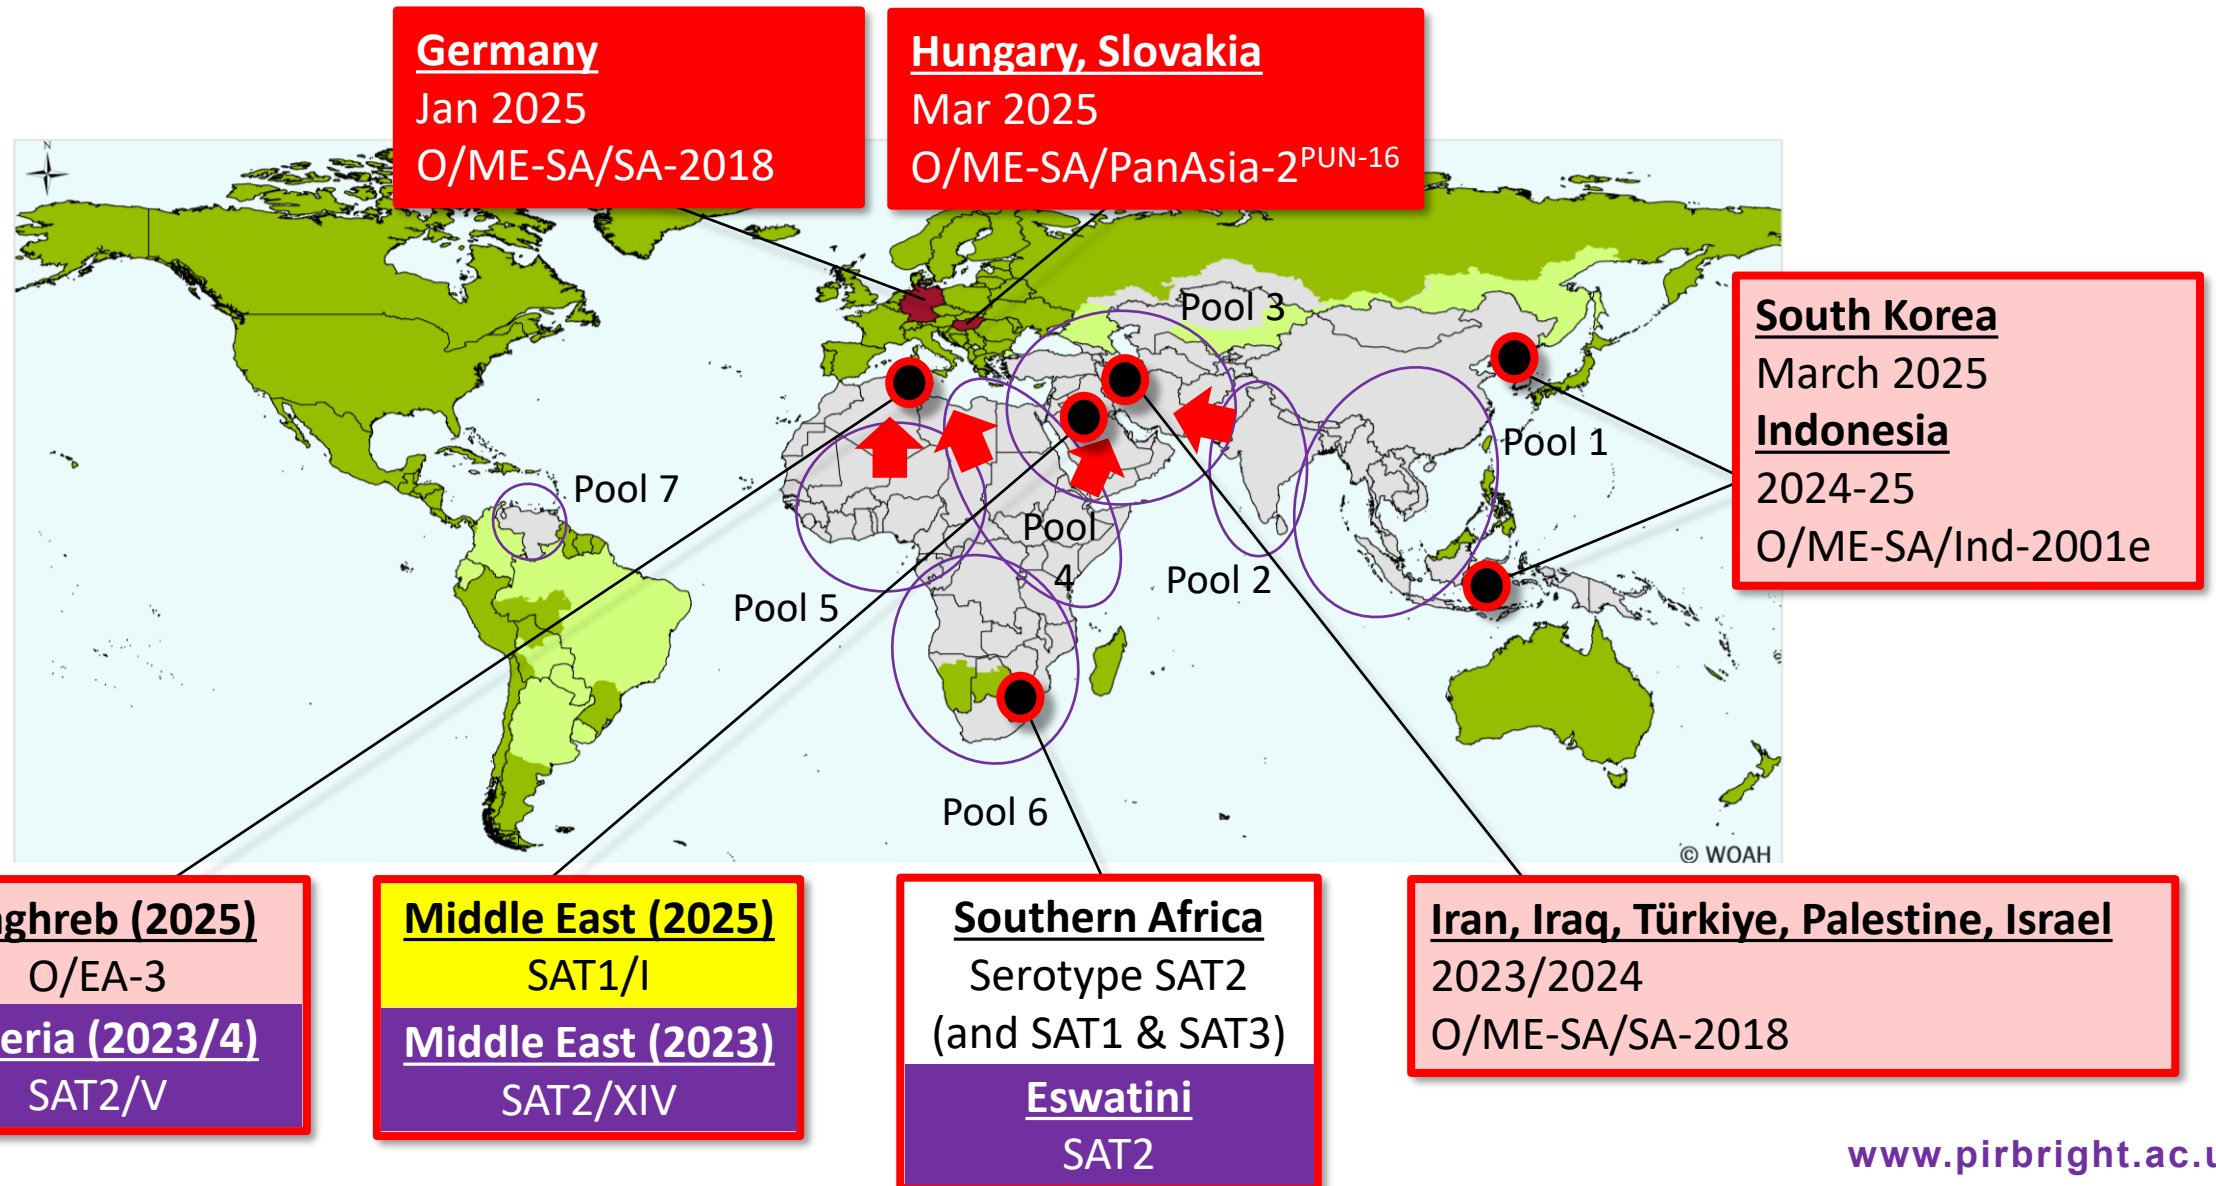 Germany
Jan 2025
O/ME-SA/SA-2018
Hungary, Slovakia
Mar 2025
O/ME-SA/PanAsia-2PUN-16
N
Pool 3
South Korea
March 2025
Indonesia
2024-25
O/ME-SA/Ind-2001e
Pool 1
Pool 7
Pool
4
Pool 2
Pool 5
Pool 6
© WOAH
ghreb (2025)
O/EA-3
eria (2023/4)
SAT2/V
Middle East (2025)
SAT1/I
Middle East (2023)
SAT2/XIV
Southern Africa
Serotype SAT2
(and SAT1 & SAT3)
Eswatini
SAT2
Iran, Iraq, Türkiye, Palestine, Israel
2023/2024
O/ME-SA/SA-2018
www.pirbright.ac.u